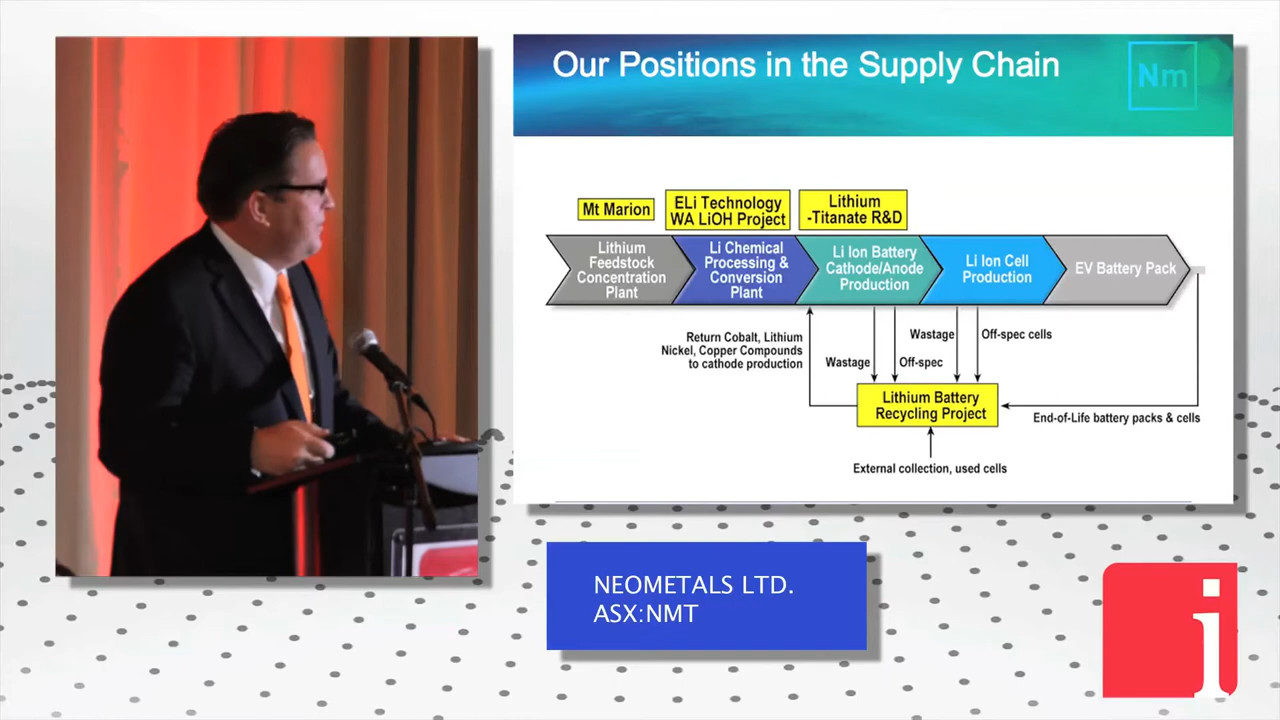 Our Positions in the Supply Chain
Nm
Mt Marion
ELi Technology
WA LiOH Project
Lithium
-Titanate R&D
Lithium
Feedstock
Concentration
Plant
Li Chemical
Processing &
Conversion
Plant
Li Ion Battery
Cathode/Anode
Production
Li Ion Cell
Production
EV Battery Pack
Return Cobalt, Lithium
Nickel, Copper Compounds
to cathode production
Wastage
Off-spec
Wastage
Off-spec cells
Lithium Battery
Recycling Project
End-of-Life battery packs & cells
External collection, used cells
NEOMETALS LTD.
ASX:NMT
i